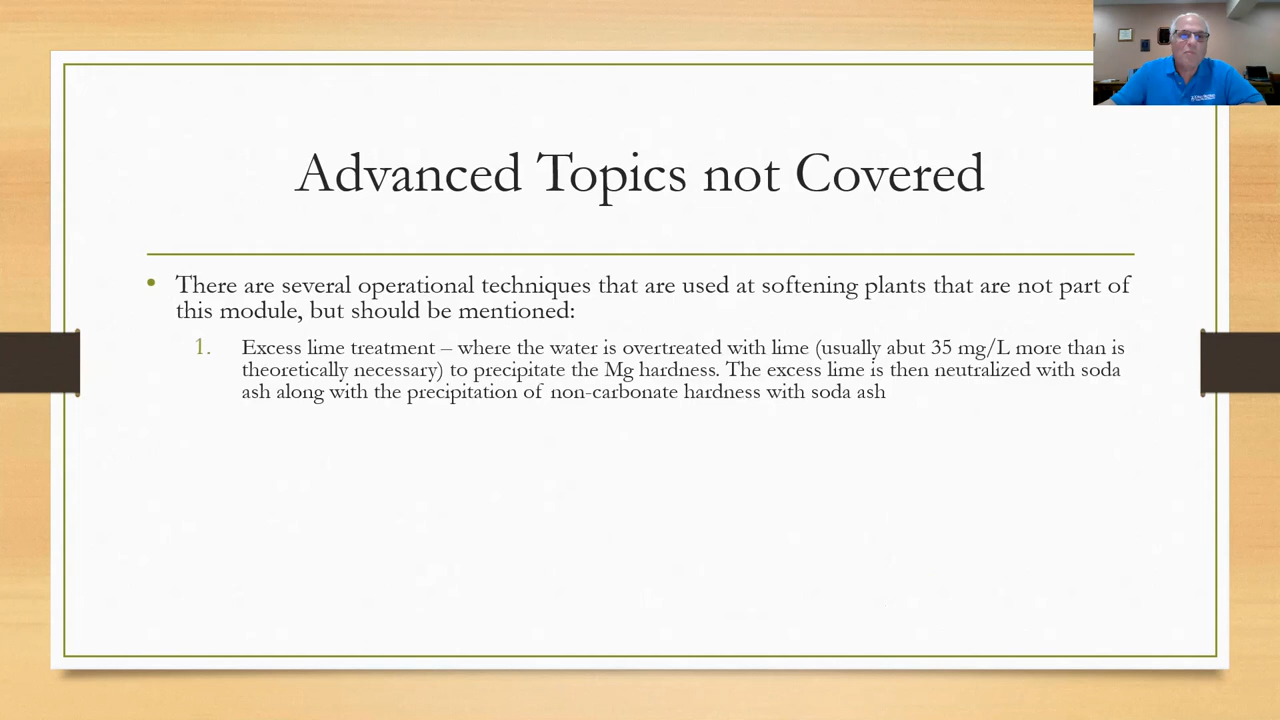 Advanced Topics not Covered
• There are several operational techniques that are used at softening plants that are not part of
this module, but should be mentioned:
1. Excess lime treatment – where the water is overtreated with lime (usually abut 35 mg/L more than is
theoretically necessary) to precipitate the Mg hardness. The excess lime is then neutralized with soda
ash along with the precipitation of non-carbonate hardness with soda ash